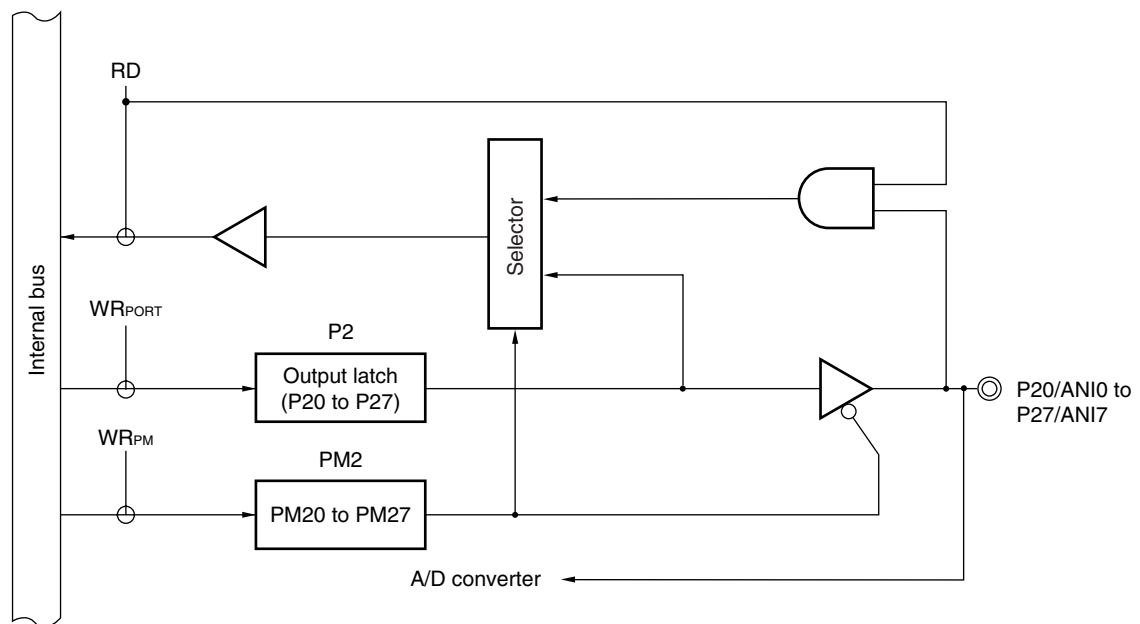 RD
Selector
Internal bus
WRPORT
P2
Output latch
(P20 to P27)
P20/ANI0 to
P27/ANI7
WRPM
PM2
PM20 to PM27
A/D converter